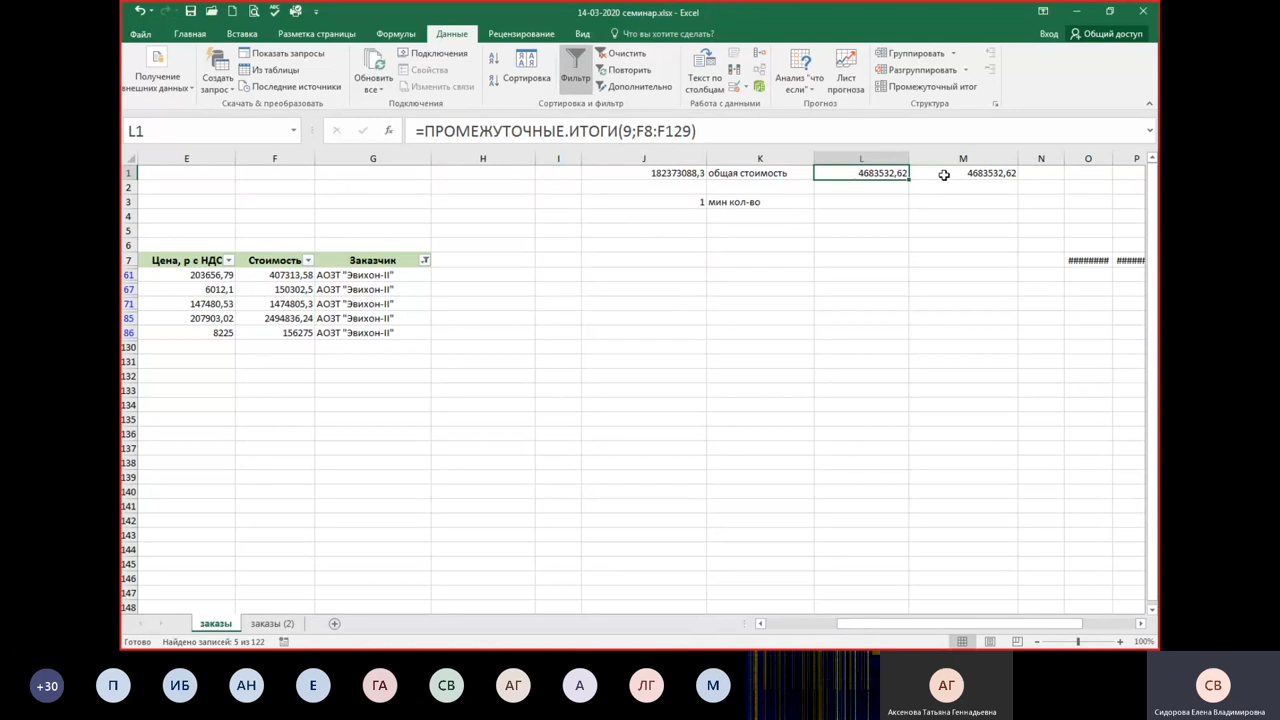 14-03-2020 семинар.xlsx - Excel
Файл Главная Вставка Разметка страницы Формулы Данные Рецензирование Вид Что вы хотите сделать? Вход Общий доступ
Получение внешних данных
Создать запрос
Показать запросы
Из таблицы
Последние источники
Скачать & преобразовать
Обновить все
Подключения
Свойства
Изменить связи
Подключения
Сортировка
Фильтр
Очистить
Повторить
Дополнительно
Сортировка и фильтр
Текст по столбцам
Работа с данными
Анализ "что если"
Лист прогноза
Прогноз
Группировать
Разгруппировать
Промежуточный итог
Структура
L1 fx =ПРОМЕЖУТОЧНЫЕ.ИТОГИ(9;F8:F129)
E F G H I J K L M N O P
1 182373088,3 общая стоимость 4683532,62 4683532,62
2
3 1 мин кол-во
4
5
6
7 Цена, р с НДС Стоимость Заказчик ######## ######
61 203656,79 407313,58 АОЗТ "Эвихон-II"
67 6012,1 150302,5 АОЗТ "Эвихон-II"
71 147480,53 1474805,3 АОЗТ "Эвихон-II"
85 207903,02 2494836,24 АОЗТ "Эвихон-II"
86 8225 156275 АОЗТ "Эвихон-II"
130
131
132
133
134
135
136
137
138
139
140
141
142
143
144
145
146
147
148
заказы заказы (2)
Готово Найдено записей: 5 из 122 100%
+30 П ИБ АН Е ГА СВ АГ А ЛГ М АГ СВ
Аксенова Татьяна Геннадьевна Сидорова Елена Владимировна